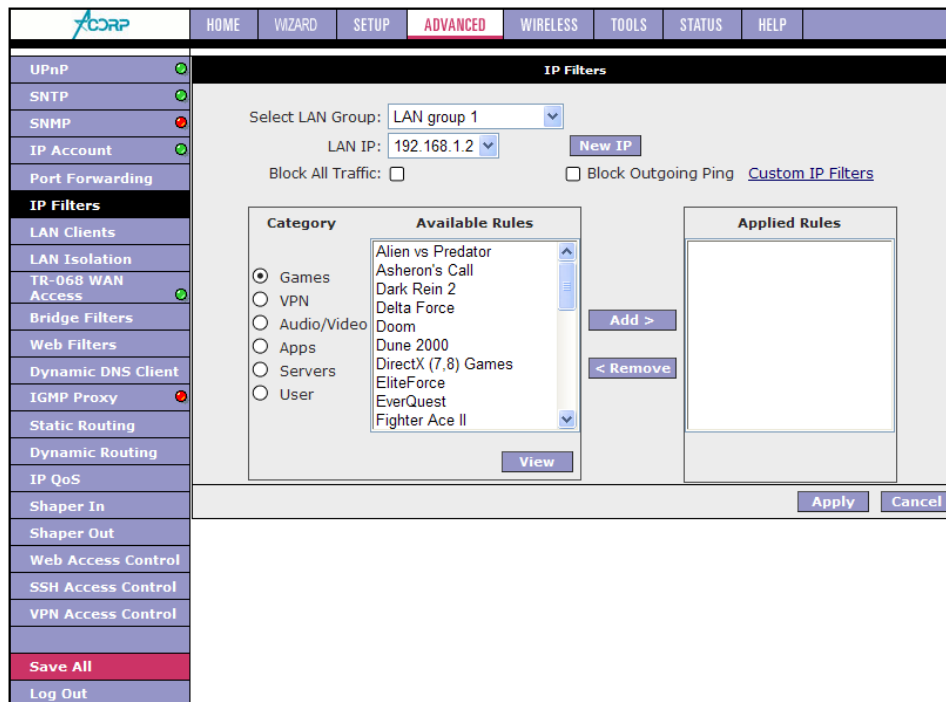 ACORP
HOME WIZARD SETUP ADVANCED WIRELESS TOOLS STATUS HELP
UPnP
SNTP
SNMP
IP Account
Port Forwarding
IP Filters
LAN Clients
LAN Isolation
TR-068 WAN
Access
Bridge Filters
Web Filters
Dynamic DNS Client
IGMP Proxy
Static Routing
Dynamic Routing
IP QoS
Shaper In
Shaper Out
Web Access Control
SSH Access Control
VPN Access Control
Save All
Log Out
IP Filters
Select LAN Group: LAN group 1
LAN IP: 192.168.1.2 New IP
Block All Traffic: Block Outgoing Ping Custom IP Filters
Category
Games
VPN
Audio/Video
Apps
Servers
User
Available Rules
Alien vs Predator
Asheron's Call
Dark Rein 2
Delta Force
Doom
Dune 2000
DirectX (7,8) Games
EliteForce
EverQuest
Fighter Ace II
View
Add >
< Remove
Applied Rules
Apply Cancel